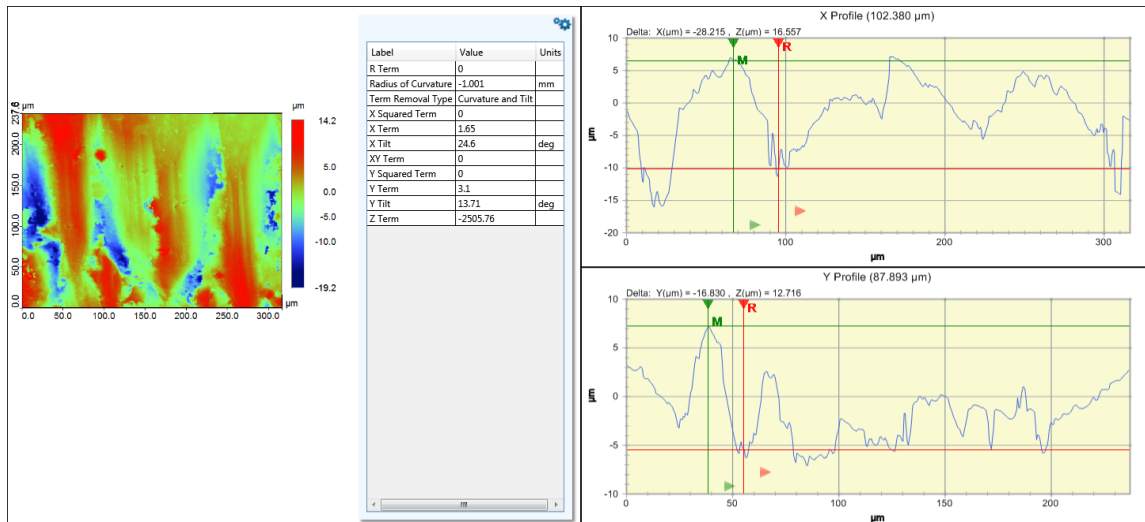 µm
237.6
200.0
150.0
100.0
50.0
0.0
0.0 50.0 100.0 150.0 200.0 250.0 300.0
µm
µm
14.2
10.0
5.0
0.0
-5.0
-10.0
-19.2
µm
Label Value Units
R Term 0
Radius of Curvature -1.001 mm
Term Removal Type Curvature and Tilt
X Squared Term 0
X Term 1.65
X Tilt 24.6 deg
XY Term 0
Y Squared Term 0
Y Term 3.1
Y Tilt 13.71 deg
Z Term -2505.76
X Profile (102.380 µm)
Delta: X(µm) = -28.215 , Z(µm) = 16.557
M
R
10
5
0
-5
-10
-15
-20
µm
0 100 200 300
µm
Y Profile (87.893 µm)
Delta: Y(µm) = -16.830 , Z(µm) = 12.716
M
R
10
5
0
-5
-10
µm
0 50 100 150 200
µm